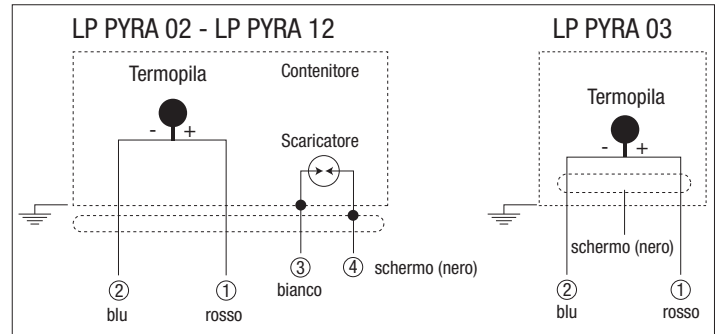 LP PYRA 02 - LP PYRA 12
Termopila
Contenitore
- +
Scaricatore
2
blu
1
rosso
3
bianco
4 schermo (nero)
LP PYRA 03
Termopila
- +
schermo (nero)
2
blu
1
rosso